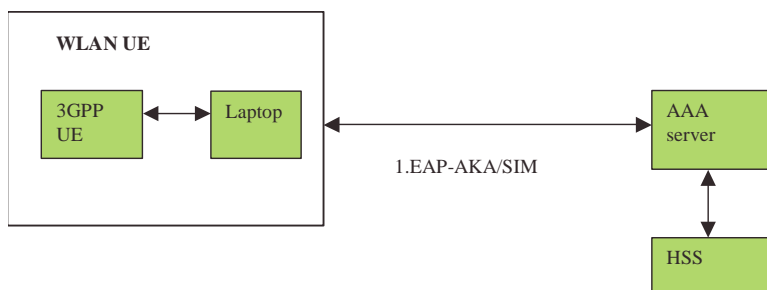 WLAN UE
3GPP
UE
Laptop
AAA
server
1.EAP-AKA/SIM
HSS